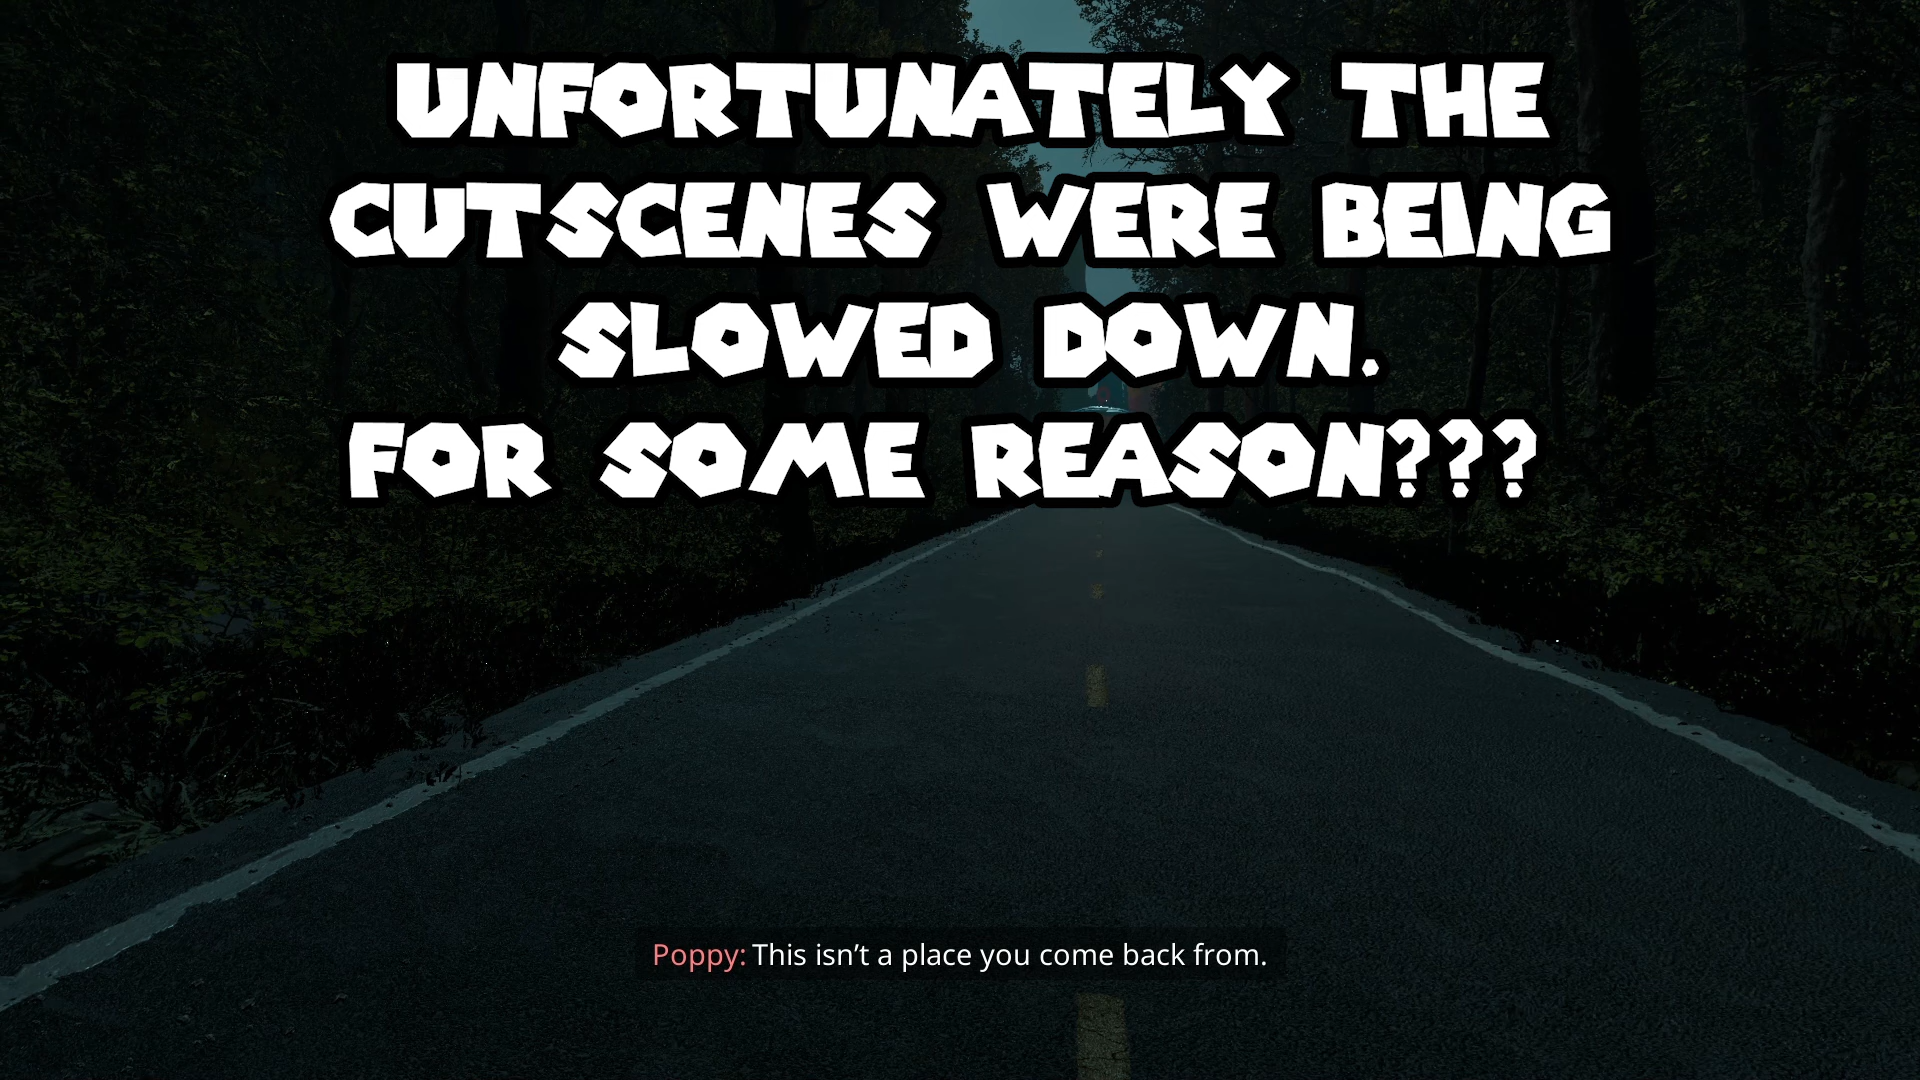 UNFORTUNATELY THE
CUTSCENES WERE BEING
SLOWED DOWN.
FOR SOME REASON???
Poppy: This isn’t a place you come back from.